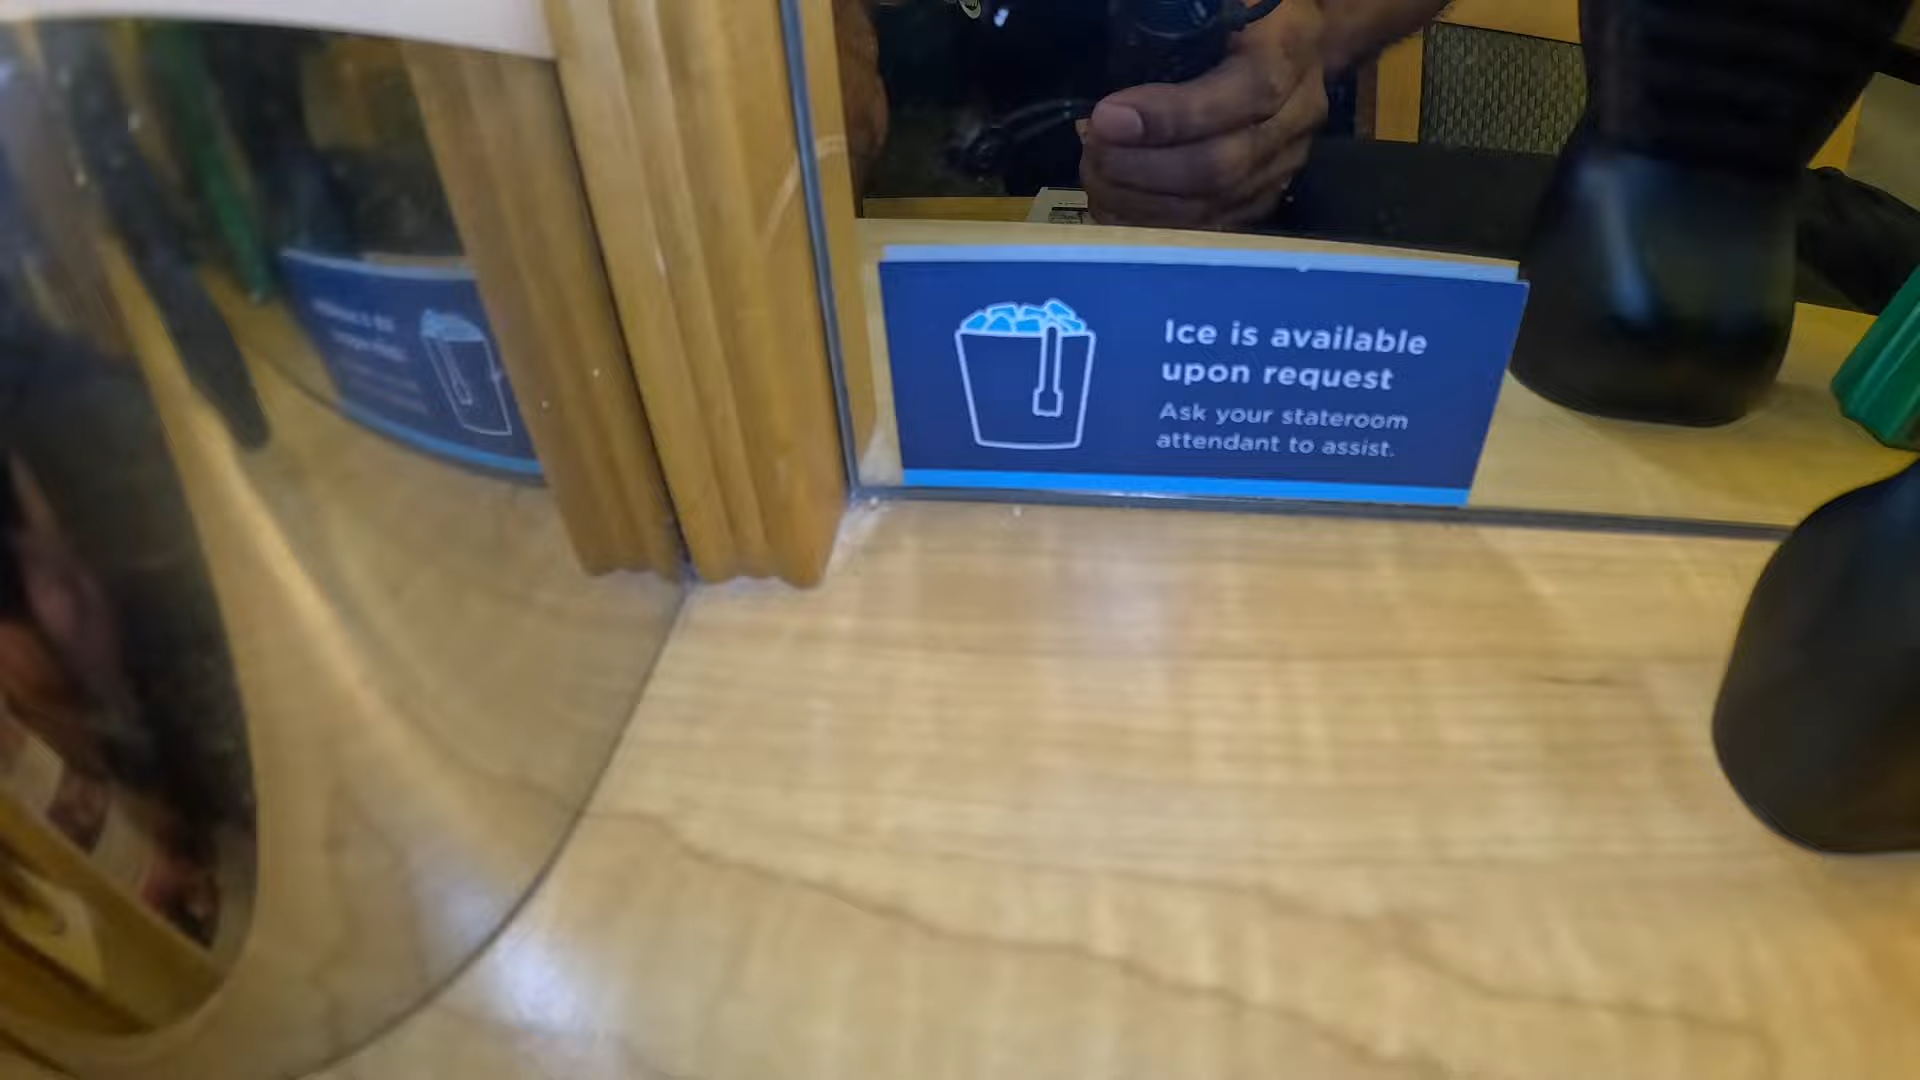 Ice is available
upon request
Ask your stateroom
attendant to assist.